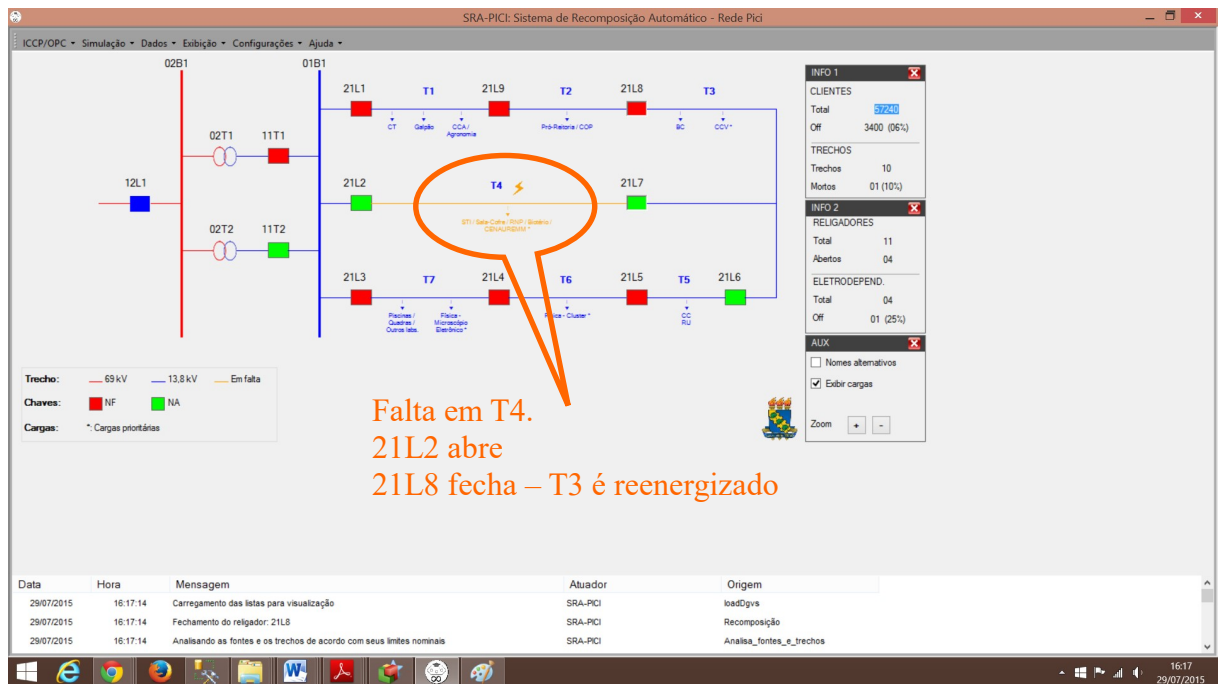 SRA-PICI: Sistema de Recomposição Automático - Rede Pici
ICCP/OPC Simulação Dados Exibição Configurações Ajuda
02B1 01B1
21L1 T1 21L9 T2 21L8 T3
CT Galpão CCA / Agronomia Pró-Reitoria / COP BC CCV *
02T1 11T1
12L1
21L2 T4 21L7
STI / Sala-Cofre / RNP / Biotério /
CENAUREMM *
02T2 11T2
21L3 T7 21L4 T6 21L5 T5 21L6
Piscinas / Quadras / Outros labs. Física - Microscópio Eletrônico * Física - Cluster * CC RU
INFO 1
CLIENTES
Total 57240
Off 3400 (06%)
TRECHOS
Trechos 10
Mortos 01 (10%)
INFO 2
RELIGADORES
Total 11
Abertos 04
ELETRODEPEND.
Total 04
Off 01 (25%)
AUX
Nomes alternativos
Exibir cargas
Zoom + -
Trecho: 69 kV 13,8 kV Em falta
Chaves: NF NA
Cargas: *: Cargas prioritárias
Falta em T4.
21L2 abre
21L8 fecha – T3 é reenergizado
Data Hora Mensagem Atuador Origem
29/07/2015 16:17:14 Carregamento das listas para visualização SRA-PICI loadDgvs
29/07/2015 16:17:14 Fechamento do religador: 21L8 SRA-PICI Recomposição
29/07/2015 16:17:14 Analisando as fontes e os trechos de acordo com seus limites nominais SRA-PICI Analisa_fontes_e_trechos
16:17
29/07/2015